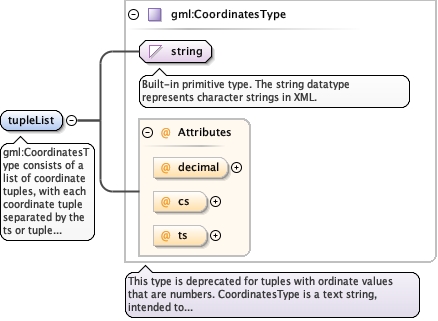 gml:CoordinatesType
string
Built-in primitive type. The string datatype
represents character strings in XML.
tupleList
gml:CoordinatesT
ype consists of a
list of coordinate
tuples, with each
coordinate tuple
separated by the
ts or tuple...
@ Attributes
@ decimal
@ cs
@ ts
This type is deprecated for tuples with ordinate values
that are numbers. CoordinatesType is a text string,
intended to...